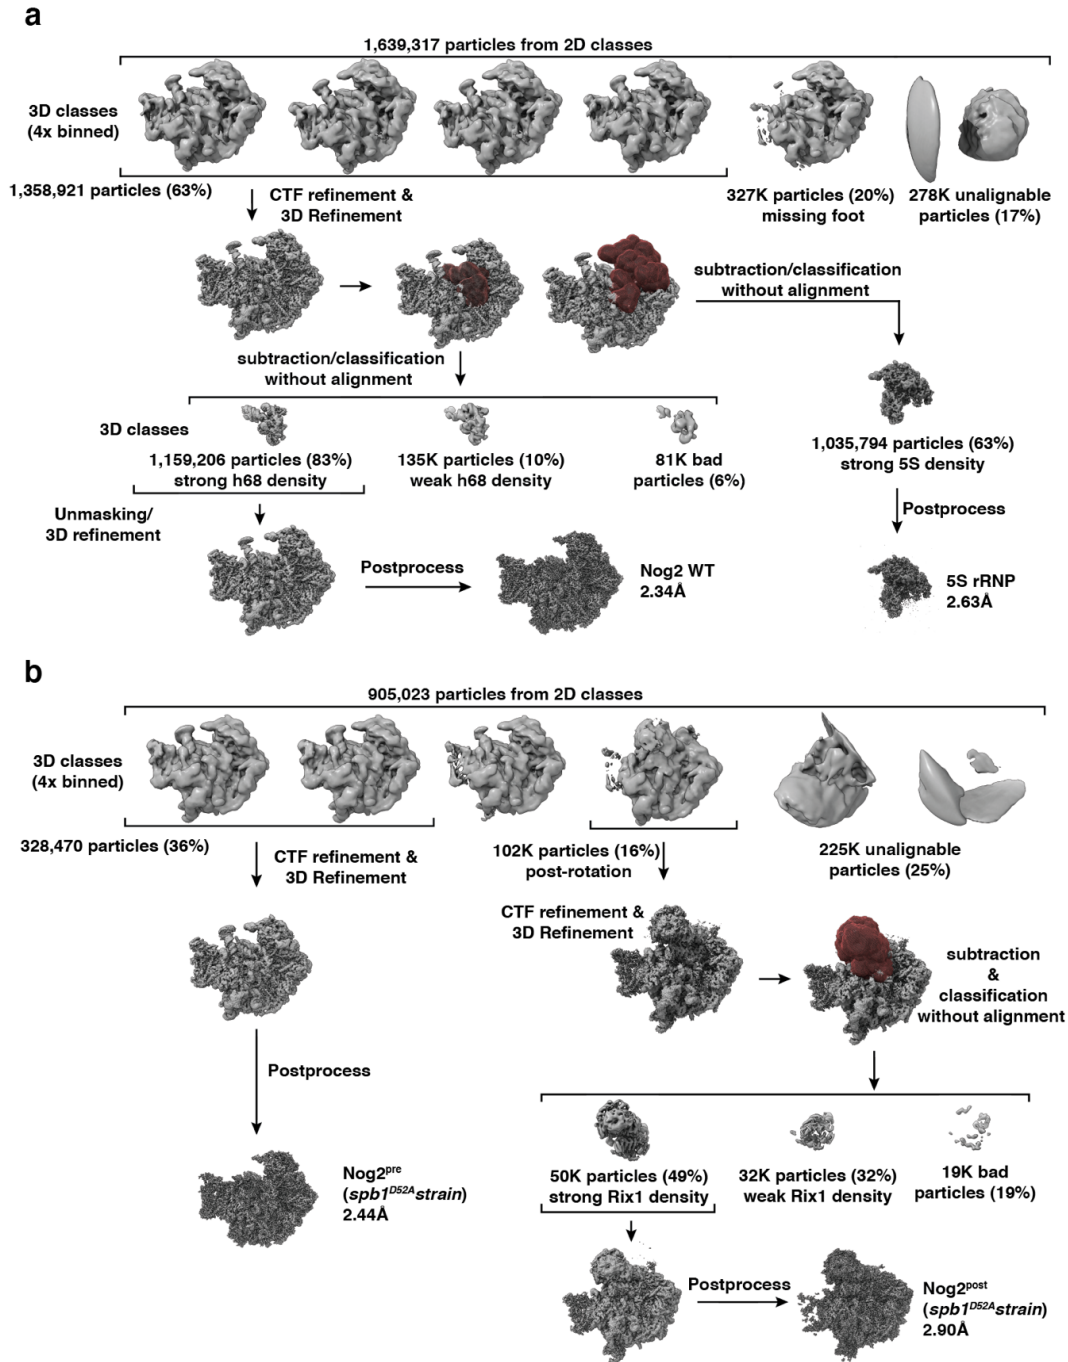 a
1,639,317 particles from 2D classes
3D classes
(4x binned)
1,358,921 particles (63%)
CTF refinement &
3D Refinement
327K particles (20%)
missing foot
278K unalignable
particles (17%)
subtraction/classification
without alignment
subtraction/classification
without alignment
3D classes
1,159,206 particles (83%)
strong h68 density
135K particles (10%)
weak h68 density
81K bad
particles (6%)
1,035,794 particles (63%)
strong 5S density
Unmasking/
3D refinement
Postprocess
Nog2 WT
2.34Å
Postprocess
5S rRNP
2.63Å
b
905,023 particles from 2D classes
3D classes
(4x binned)
328,470 particles (36%)
CTF refinement &
3D Refinement
102K particles (16%)
post-rotation
225K unalignable
particles (25%)
CTF refinement &
3D Refinement
subtraction
&
classification
without alignment
Postprocess
Nog2pre
(spb1D52A strain)
2.44Å
50K particles (49%)
strong Rix1 density
32K particles (32%)
weak Rix1 density
19K bad
particles (19%)
Postprocess
Nog2post
(spb1D52A strain)
2.90Å